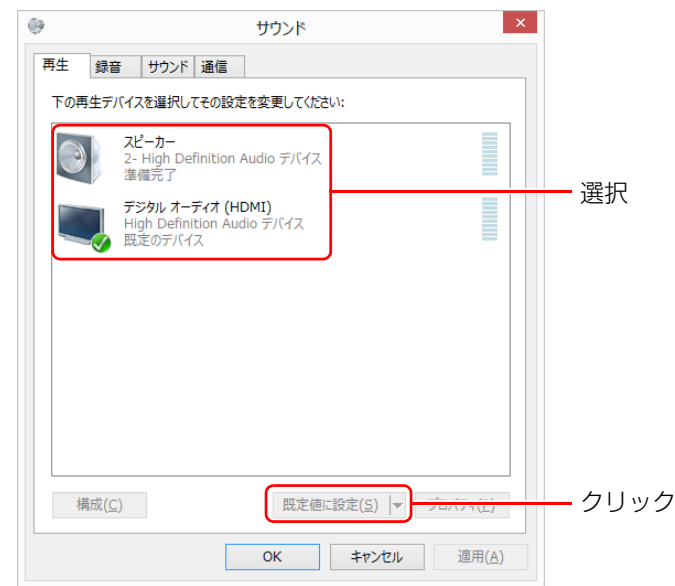 サウンド
再生 録音 サウンド 通信
下の再生デバイスを選択してその設定を変更してください:
スピーカー
2- High Definition Audio デバイス
準備完了
デジタル オーディオ (HDMI)
High Definition Audio デバイス
既定のデバイス
選択
構成(C) 既定値に設定(S) プロパティ(P)
クリック
OK キャンセル 適用(A)